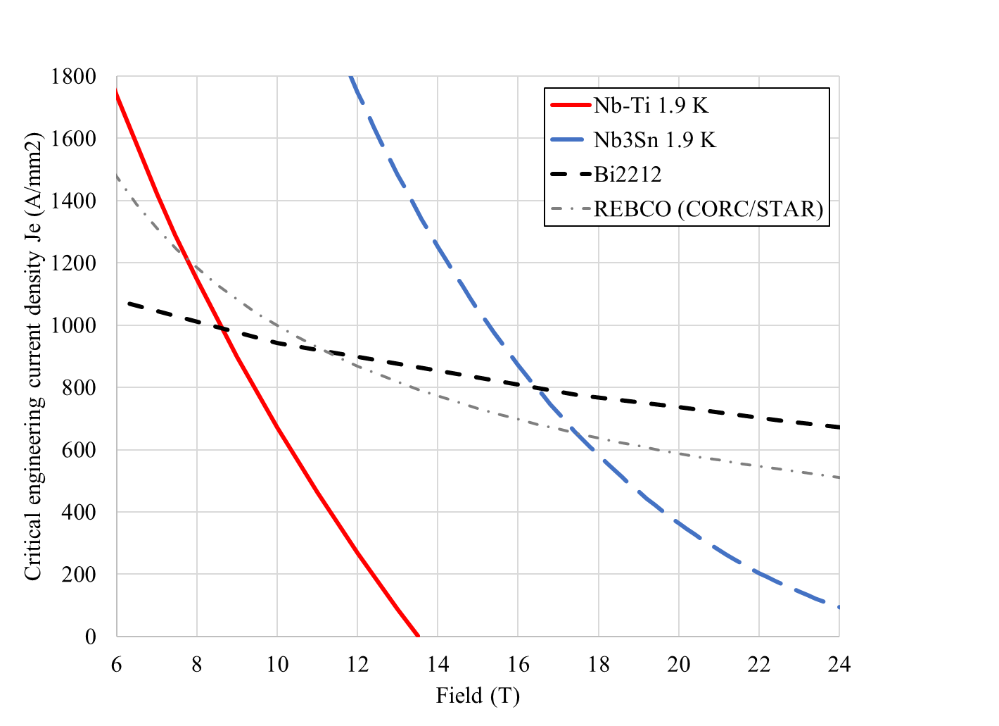 Critical engineering current density Je (A/mm2)
1800
1600
1400
1200
1000
800
600
400
200
0
Nb-Ti 1.9 K
Nb3Sn 1.9 K
Bi2212
REBCO (CORC/STAR)
6 8 10 12 14 16 18 20 22 24
Field (T)